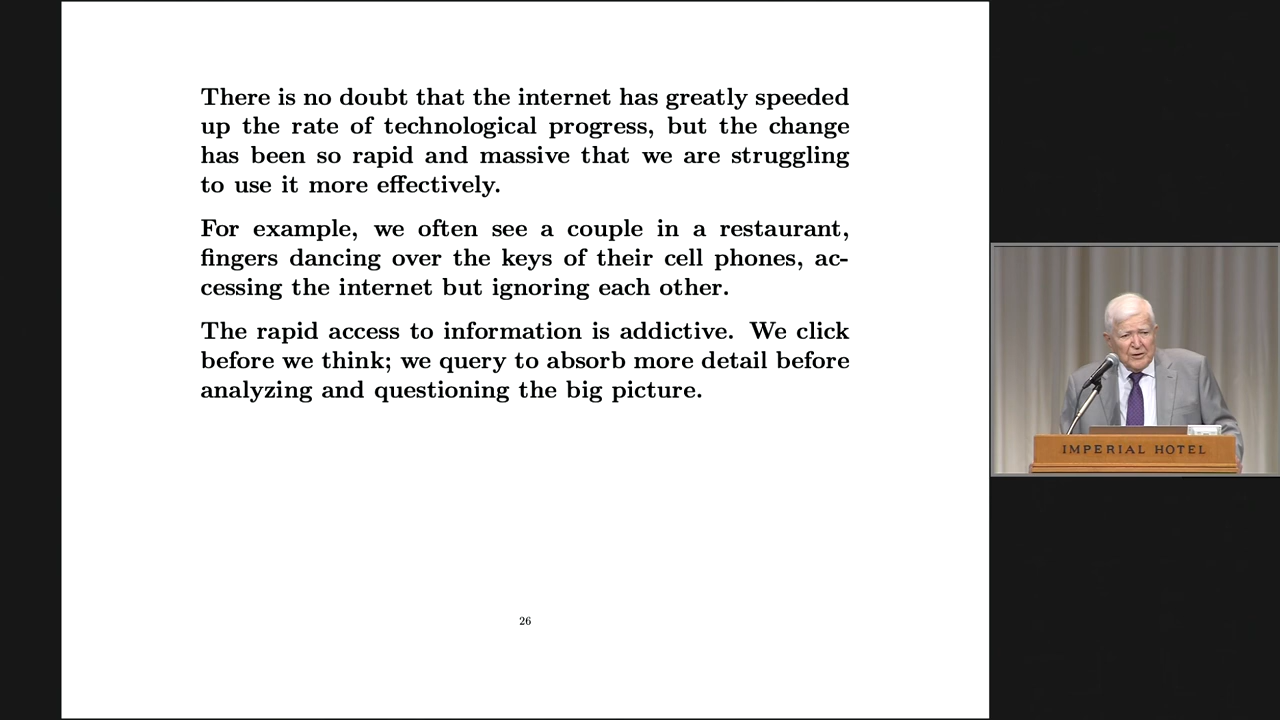 There is no doubt that the internet has greatly speeded
up the rate of technological progress, but the change
has been so rapid and massive that we are struggling
to use it more effectively.
For example, we often see a couple in a restaurant,
fingers dancing over the keys of their cell phones, ac-
cessing the internet but ignoring each other.
The rapid access to information is addictive. We click
before we think; we query to absorb more detail before
analyzing and questioning the big picture.
26
IMPERIAL HOTEL